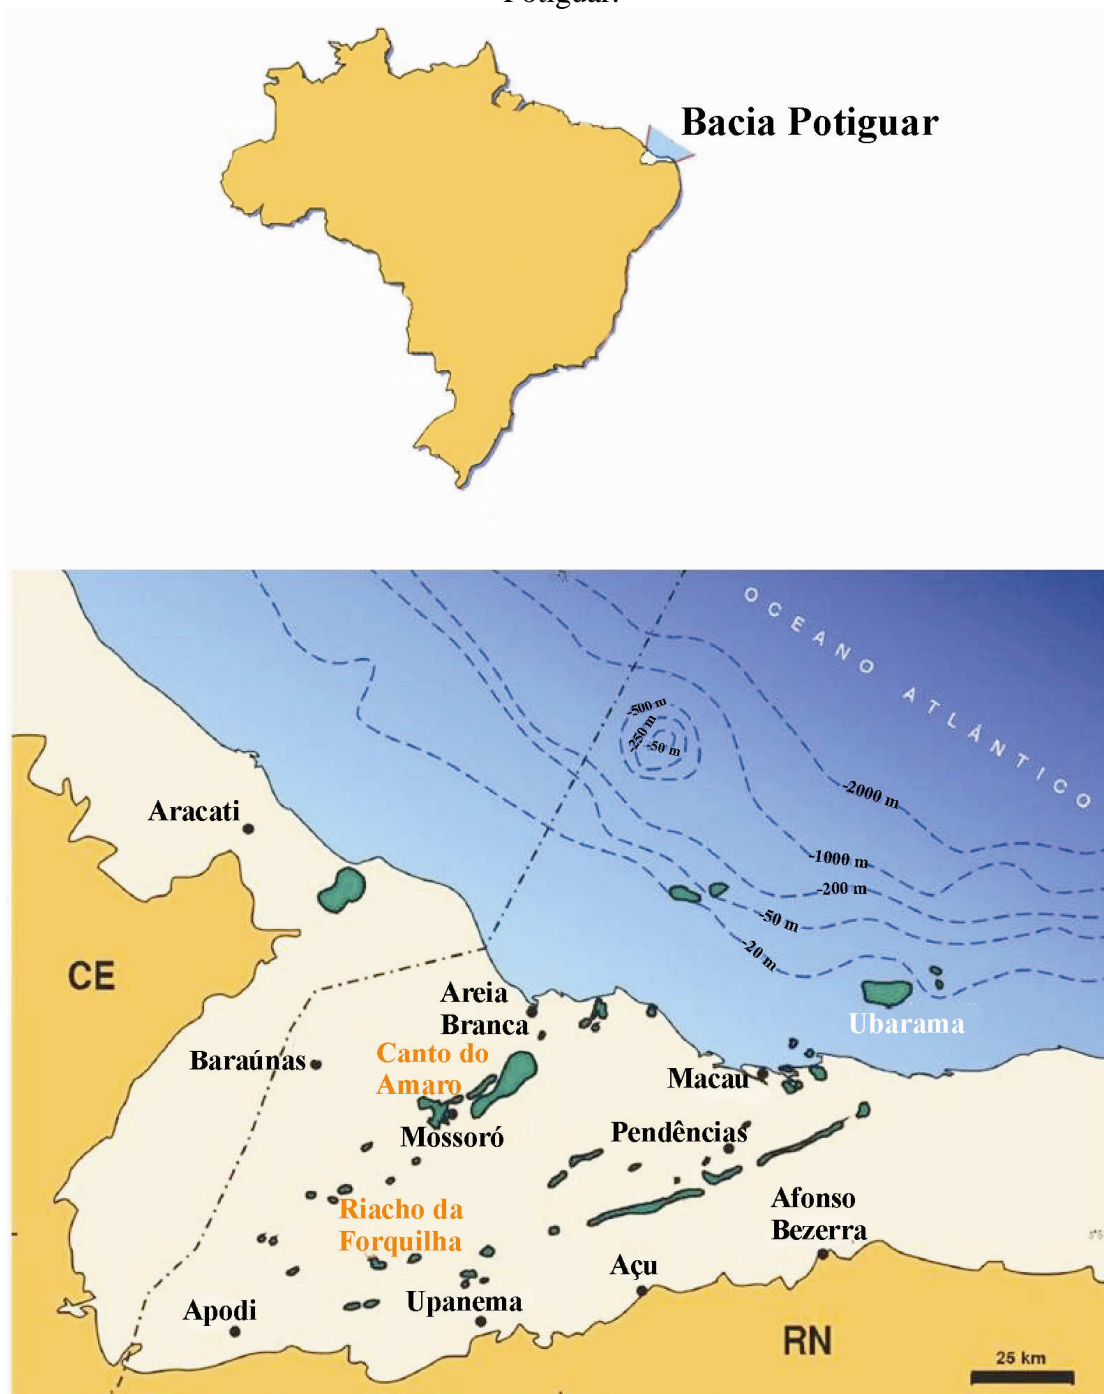 Potiguar.
Bacia Potiguar
OCEANO ATLÂNTICO
-500 m
-250 m
-50 m
-2000 m
-1000 m
-200 m
-50 m
-20 m
Aracati
CE
Areia
Branca
Ubarama
Canto do
Amaro
Baraúnas
Macau
Mossoró
Pendências
Riacho da
Forquilha
Afonso
Bezerra
Açu
Upanema
Apodi
RN
25 km